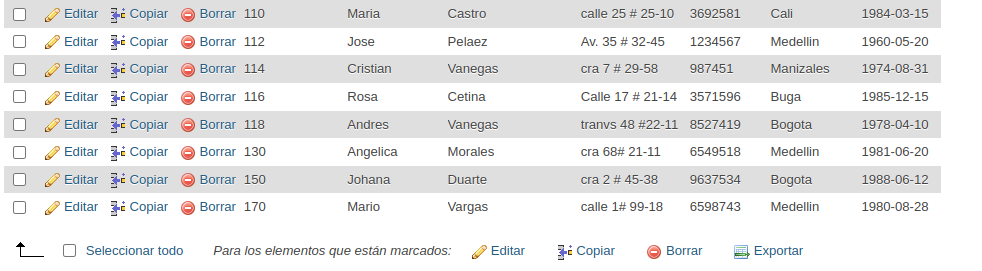 Editar Copiar Borrar 110 Maria Castro calle 25 # 25-10 3692581 Cali 1984-03-15
Editar Copiar Borrar 112 Jose Pelaez Av. 35 # 32-45 1234567 Medellin 1960-05-20
Editar Copiar Borrar 114 Cristian Vanegas cra 7 # 29-58 987451 Manizales 1974-08-31
Editar Copiar Borrar 116 Rosa Cetina Calle 17 # 21-14 3571596 Buga 1985-12-15
Editar Copiar Borrar 118 Andres Vanegas tranvs 48 #22-11 8527419 Bogota 1978-04-10
Editar Copiar Borrar 130 Angelica Morales cra 68# 21-11 6549518 Medellin 1981-06-20
Editar Copiar Borrar 150 Johana Duarte cra 2 # 45-38 9637534 Bogota 1988-06-12
Editar Copiar Borrar 170 Mario Vargas calle 1# 99-18 6598743 Medellin 1980-08-28
Seleccionar todo Para los elementos que están marcados: Editar Copiar Borrar Exportar